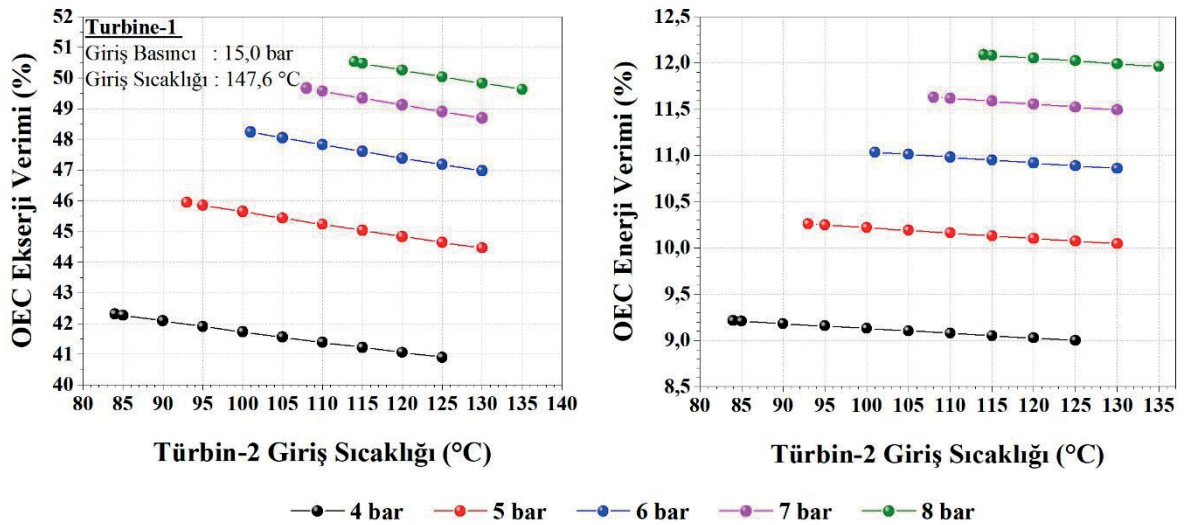 52
51
50
49
48
47
46
45
44
43
42
41
40
OEC Ekserji Verimi (%)
Turbine-1
Giriş Basıncı : 15,0 bar
Giriş Sıcaklığı : 147,6 °C
80 85 90 95 100 105 110 115 120 125 130 135 140
Türbin-2 Giriş Sıcaklığı (°C)
12,5
12,0
11,5
11,0
10,5
10,0
9,5
9,0
8,5
OEC Enerji Verimi (%)
80 85 90 95 100 105 110 115 120 125 130 135
Türbin-2 Giriş Sıcaklığı (°C)
4 bar 5 bar 6 bar 7 bar 8 bar